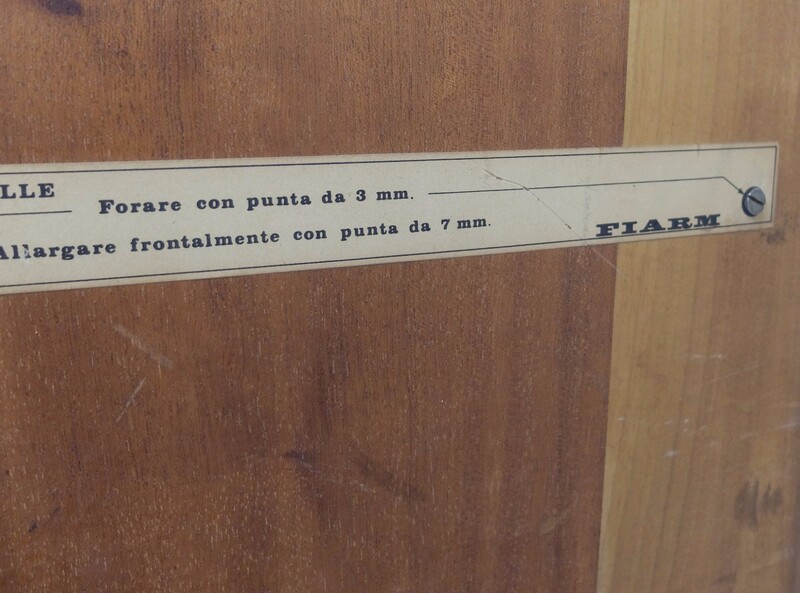 LLE
Forare con punta da 3 mm.
Allargare frontalmente con punta da 7 mm.
FIARM